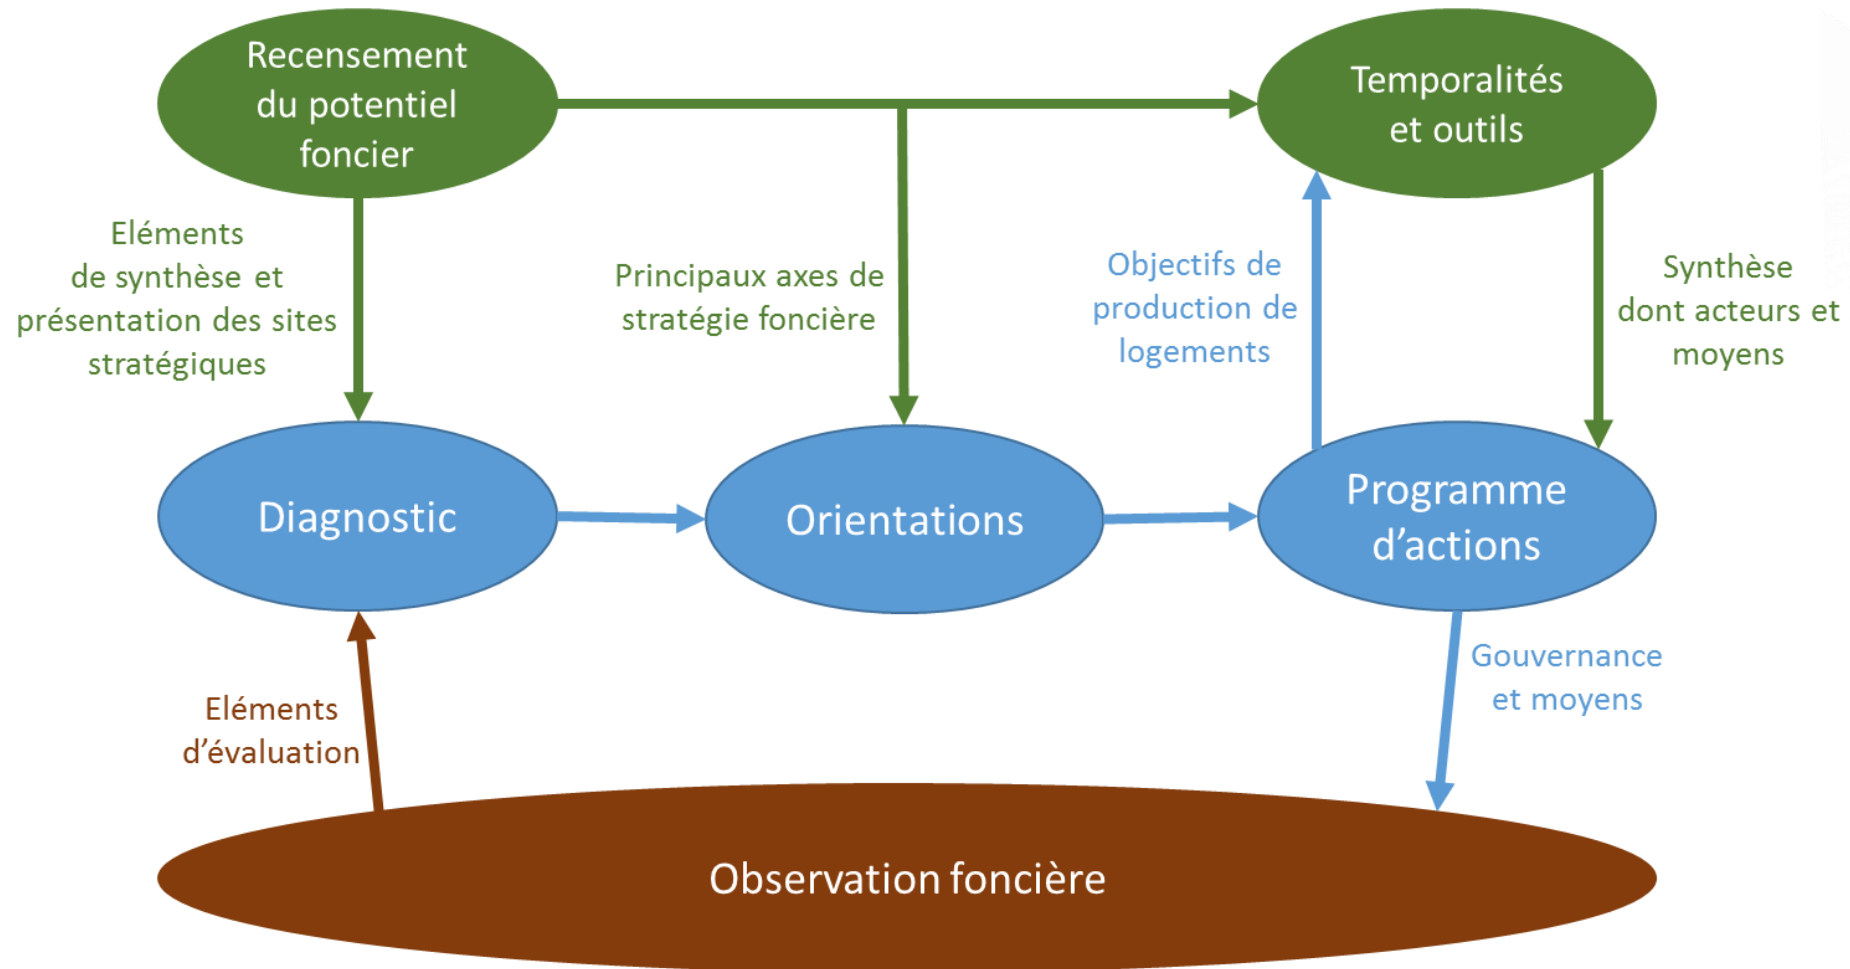 Recensement
du potentiel
foncier
Temporalités
et outils
Eléments
de synthèse et
présentation des sites
stratégiques
Principaux axes de
stratégie foncière
Objectifs de
production de
logements
Synthèse
dont acteurs et
moyens
Diagnostic
Orientations
Programme
d’actions
Eléments
d’évaluation
Gouvernance
et moyens
Observation foncière